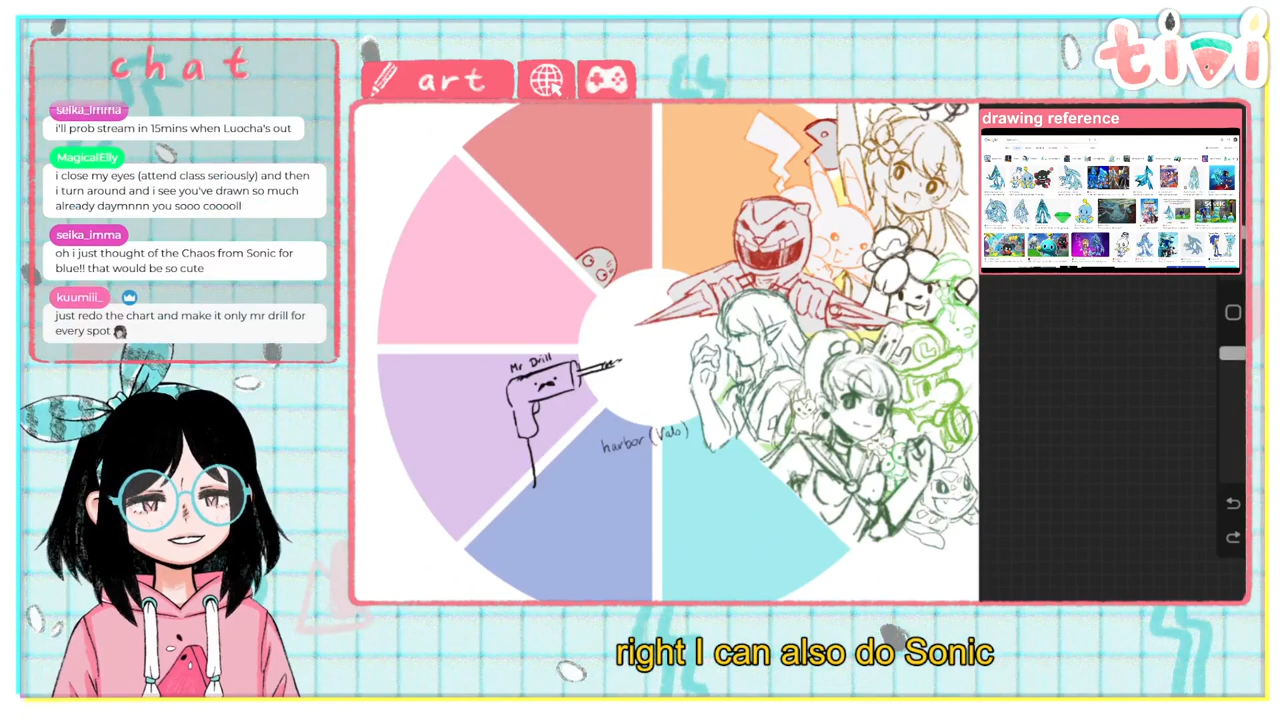 chat
tivi
art
drawing reference
seika_imma
i'll prob stream in 15mins when Luocha's out
MagicalElly
i close my eyes (attend class seriously) and then
i turn around and i see you've drawn so much
already daymnnn you sooo coooll
seika_imma
oh i just thought of the Chaos from Sonic for
blue!! that would be so cute
kuumiii_
just redo the chart and make it only mr drill for
every spot
Mr Drill
harbor (Valo)
right I can also do Sonic